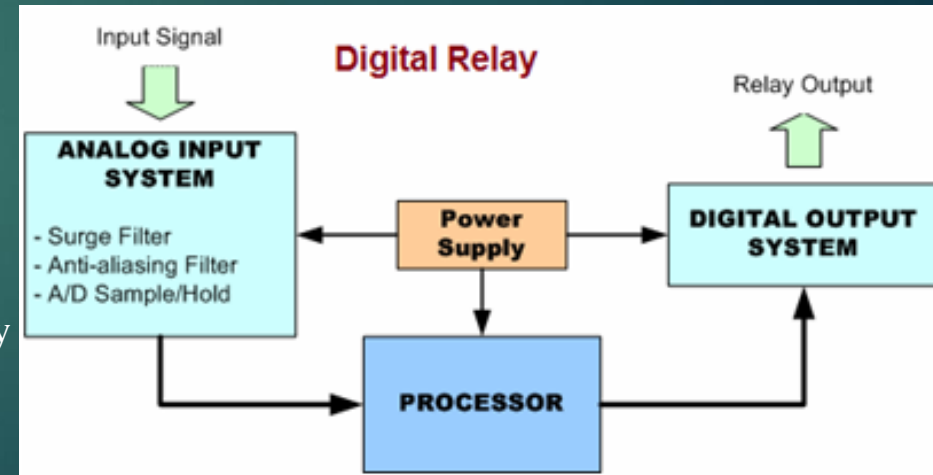 Input Signal
Digital Relay
Relay Output
ANALOG INPUT
SYSTEM
- Surge Filter
- Anti-aliasing Filter
- A/D Sample/Hold
Power
Supply
DIGITAL OUTPUT
SYSTEM
y
PROCESSOR